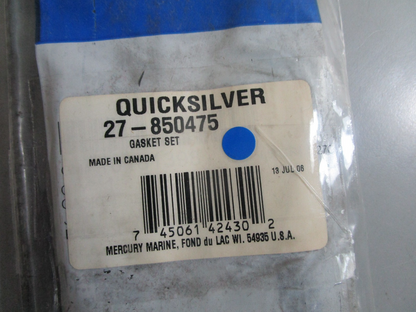 QUICKSILVER
27-850475
GASKET SET
MADE IN CANADA
13 JUL 06
7 45061 42430 2
MERCURY MARINE, FOND du LAC WI. 54935 U.S.A.